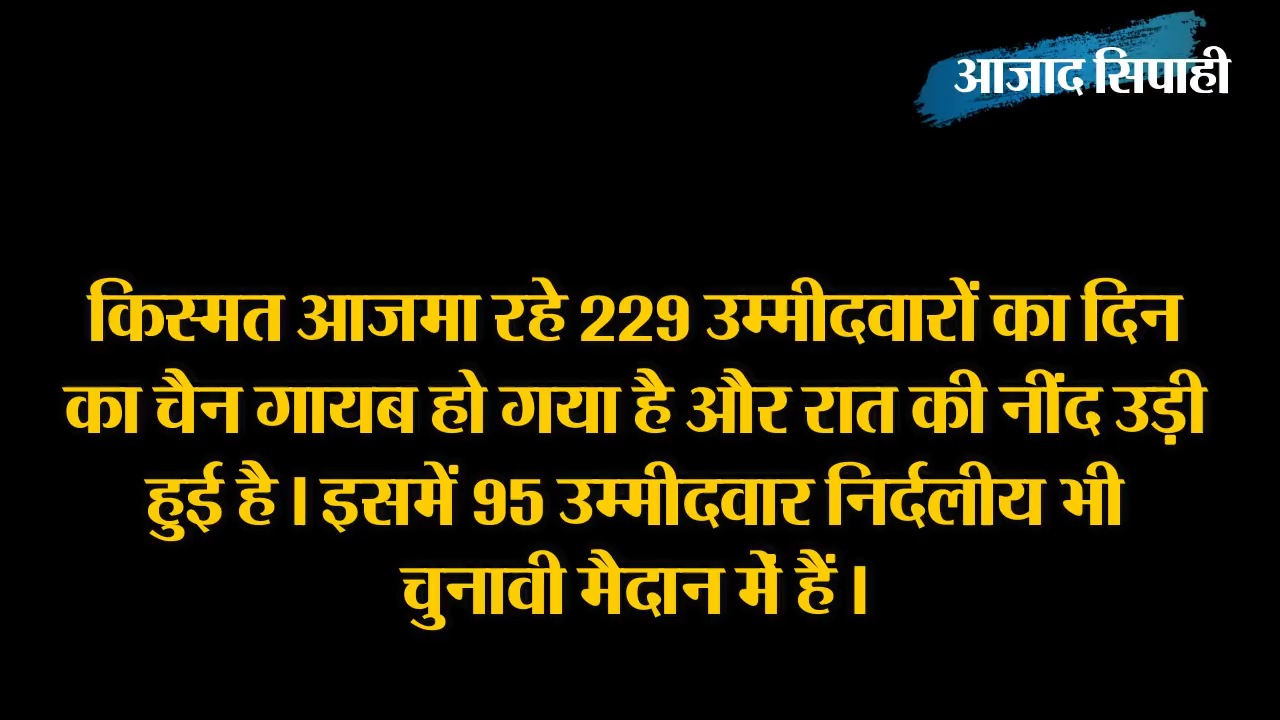 आजाद सिपाही
किस्मत आजमा रहे 229 उम्मीदवारों का दिन
का चैन गायब हो गया है और रात की नींद उड़ी
हुई है । इसमें 95 उम्मीदवार निर्दलीय भी
चुनावी मैदान में हैं ।